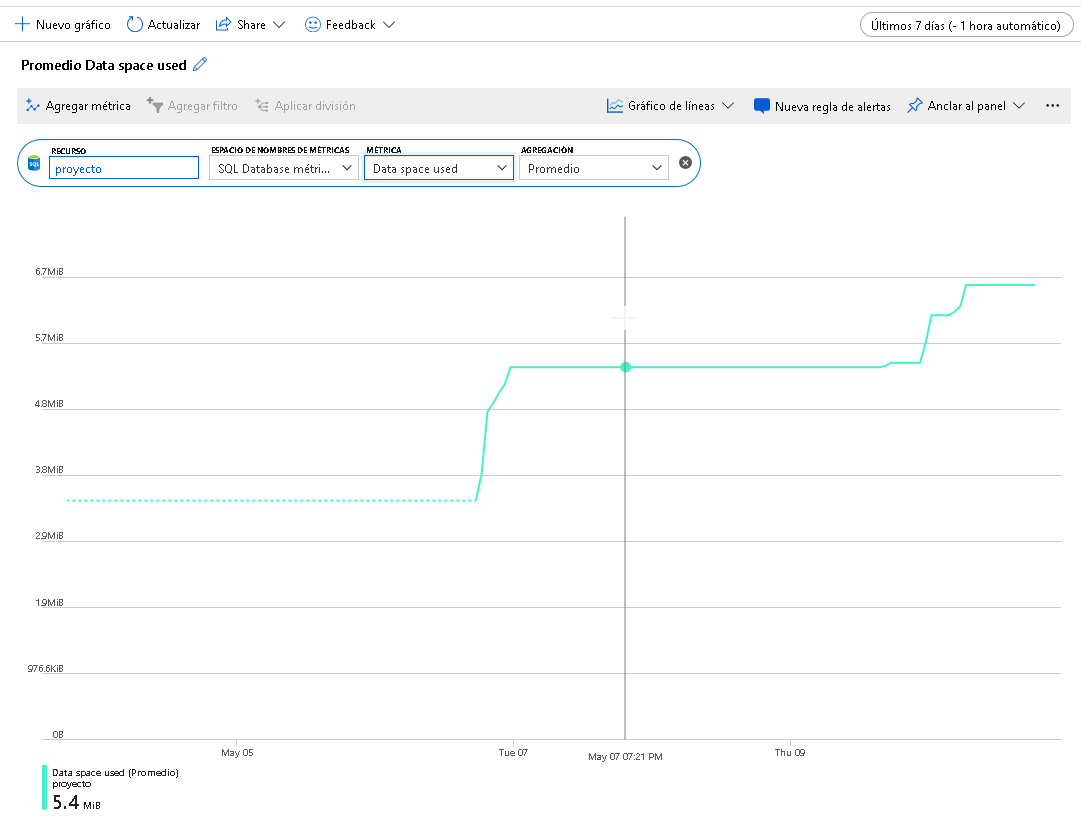 Nuevo gráfico Actualizar Share Feedback Últimos 7 días (- 1 hora automático)
Promedio Data space used
Agregar métrica Agregar filtro Aplicar división Gráfico de líneas Nueva regla de alertas Anclar al panel ...
RECURSO ESPACIO DE NOMBRES DE MÉTRICAS MÉTRICA AGREGACIÓN
SQL proyecto SQL Database métri... Data space used Promedio
6.7MiB
5.7MiB
4.8MiB
3.8MiB
2.9MiB
1.9MiB
976.6KiB
0B
May 05 Tue 07 May 07 07:21 PM Thu 09
Data space used (Promedio)
proyecto
5.4 MiB